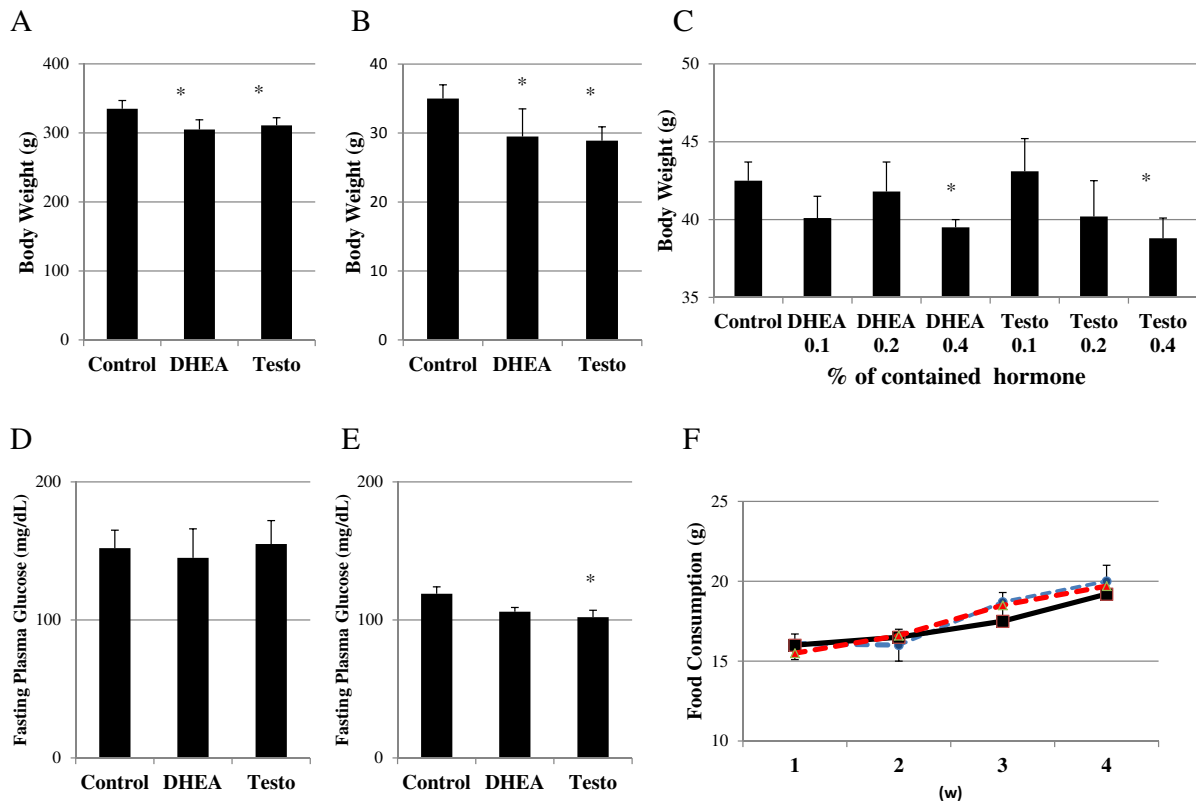 A
Body Weight (g)
400
300
200
100
0
*
*
Control DHEA Testo
B
Body Weight (g)
40
30
20
10
0
*
*
Control DHEA Testo
C
Body Weight (g)
50
45
40
35
*
*
Control DHEA DHEA DHEA Testo Testo Testo
0.1 0.2 0.4 0.1 0.2 0.4
% of contained hormone
D
Fasting Plasma Glucose (mg/dL)
200
100
0
Control DHEA Testo
E
Fasting Plasma Glucose (mg/dL)
200
100
0
*
Control DHEA Testo
F
Food Consumption (g)
25
20
15
10
1 2 3 4
(w)